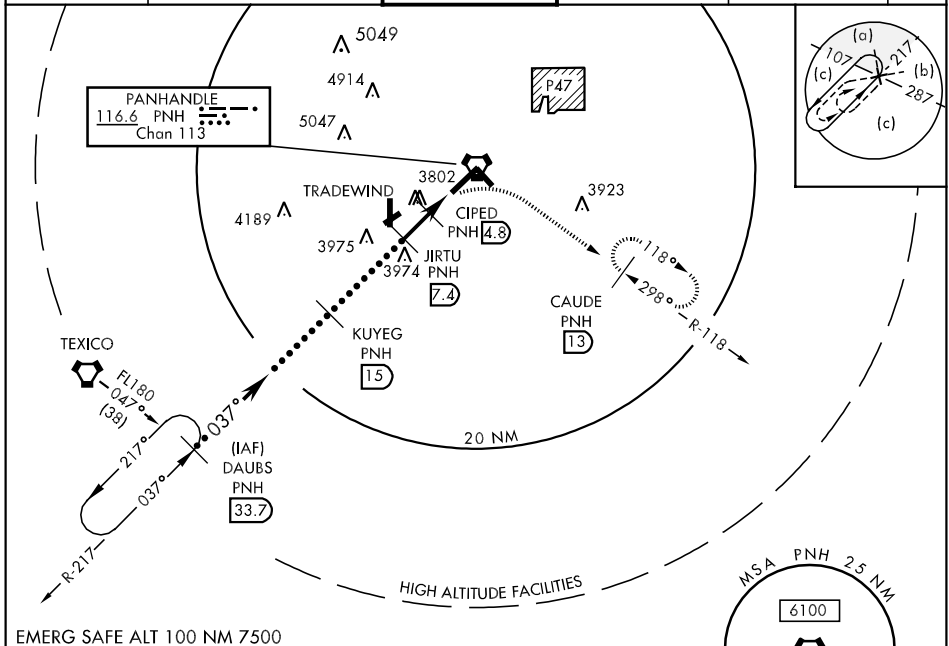 5049
4914
5047
P47
PANHANDLE
116.6 PNH
Chan 113
3802
TRADEWIND
4189
3975
3974
CIPED
PNH 4.8
3923
JIRTU
PNH
7.4
118°
298°
CAUDE
PNH
13
R-118
KUYEG
PNH
15
TEXICO
FL180
047°
(38)
217°
037°
037°
R-217
(IAF)
DAUBS
PNH
33.7
20 NM
HIGH ALTITUDE FACILITIES
EMERG SAFE ALT 100 NM 7500
MSA PNH 25 NM
6100
(a)
107
217
(c)
(b)
287
(c)